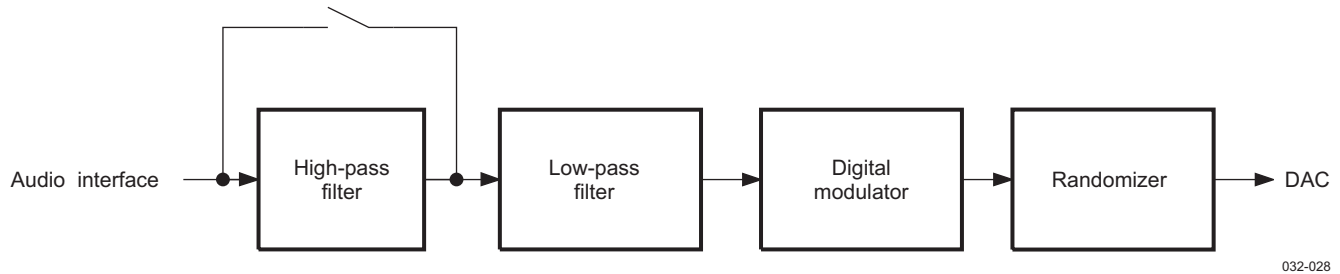 Audio interface
High-pass
filter
Low-pass
filter
Digital
modulator
Randomizer
DAC
032-028